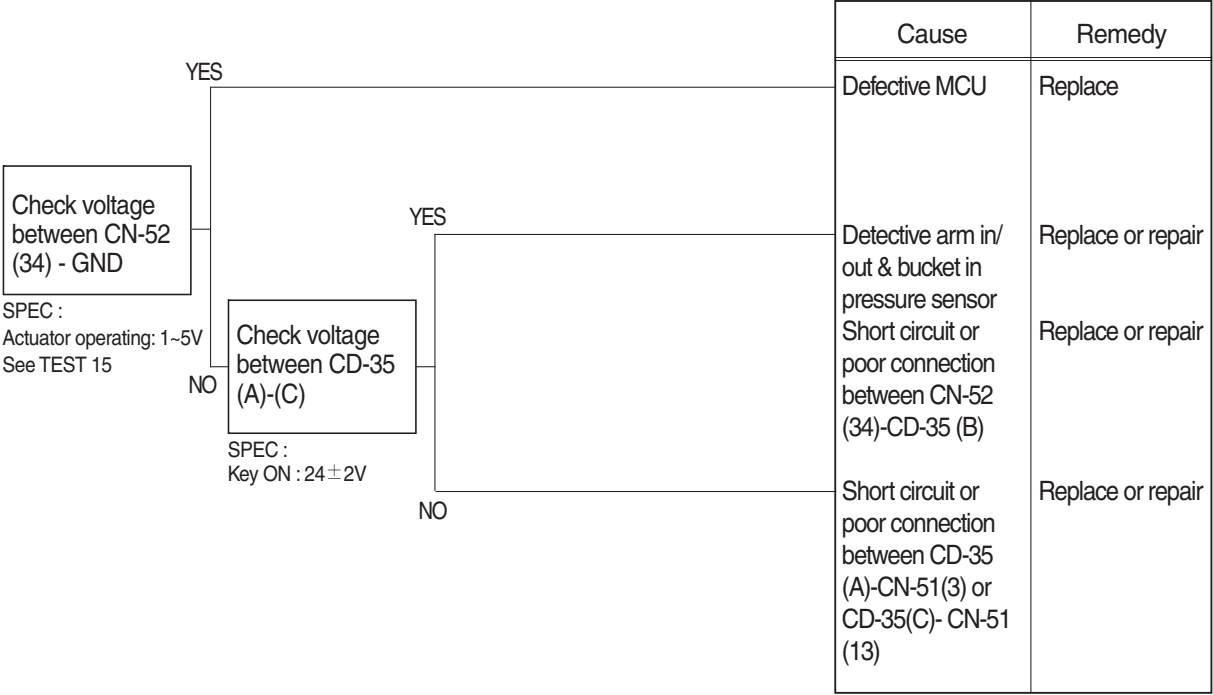 Cause
Remedy
YES
Defective MCU
Replace
Check voltage
between CN-52
(34) - GND
SPEC :
Actuator operating: 1~5V
See TEST 15
NO
YES
Detective arm in/
out & bucket in
pressure sensor
Replace or repair
Check voltage
between CD-35
(A)-(C)
SPEC :
Key ON : 24±2V
Short circuit or
poor connection
between CN-52
(34)-CD-35 (B)
Replace or repair
NO
Short circuit or
poor connection
between CD-35
(A)-CN-51(3) or
CD-35(C)- CN-51
(13)
Replace or repair